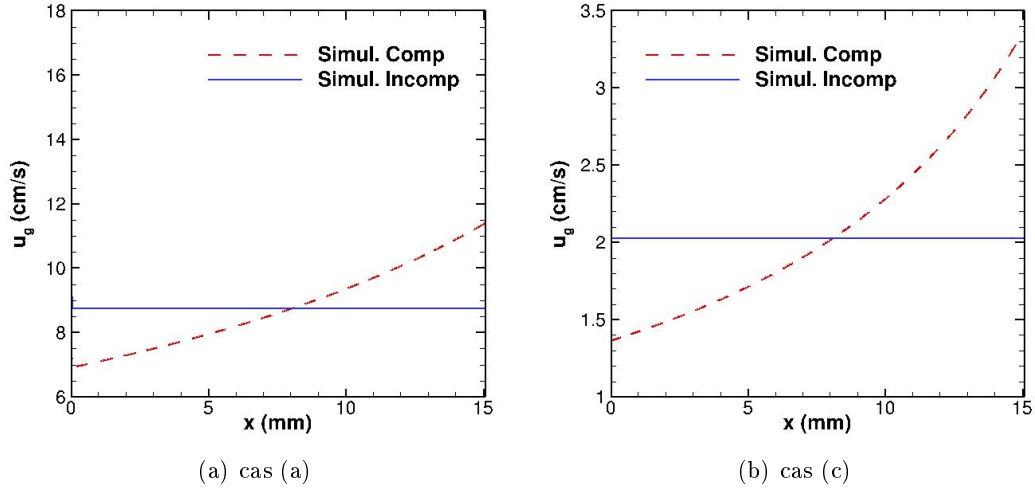 18
16
14
12
10
8
6
u_g (cm/s)
Simul. Comp
Simul. Incomp
0
5
10
15
x (mm)
(a) cas (a)
3.5
3
2.5
2
1.5
1
u_g (cm/s)
Simul. Comp
Simul. Incomp
0
5
10
15
x (mm)
(b) cas (c)